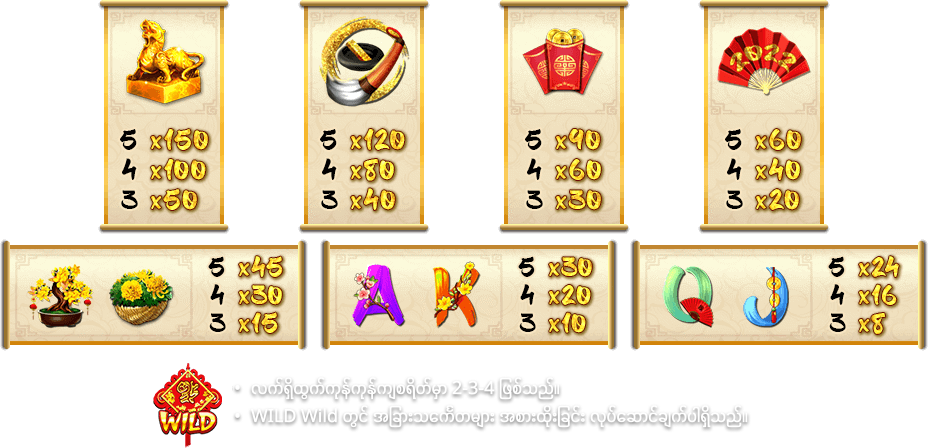 2022
5 x150
4 x100
3 x50
5 x120
4 x80
3 x40
5 x90
4 x60
3 x30
5 x60
4 x40
3 x20
5 x45
4 x30
3 x15
A K
5 x30
4 x20
3 x10
Q J
5 x24
4 x16
3 x8
WILD
• လက်ရှိထွက်ကုန်ကုန်ကျစရိတ်မှာ 2-3-4 ဖြစ်သည်။
• WILD Wild တွင် အခြားသင်္ကေတများ အစားထိုးခြင်း လုပ်ဆောင်ချက်ပါရှိသည်။